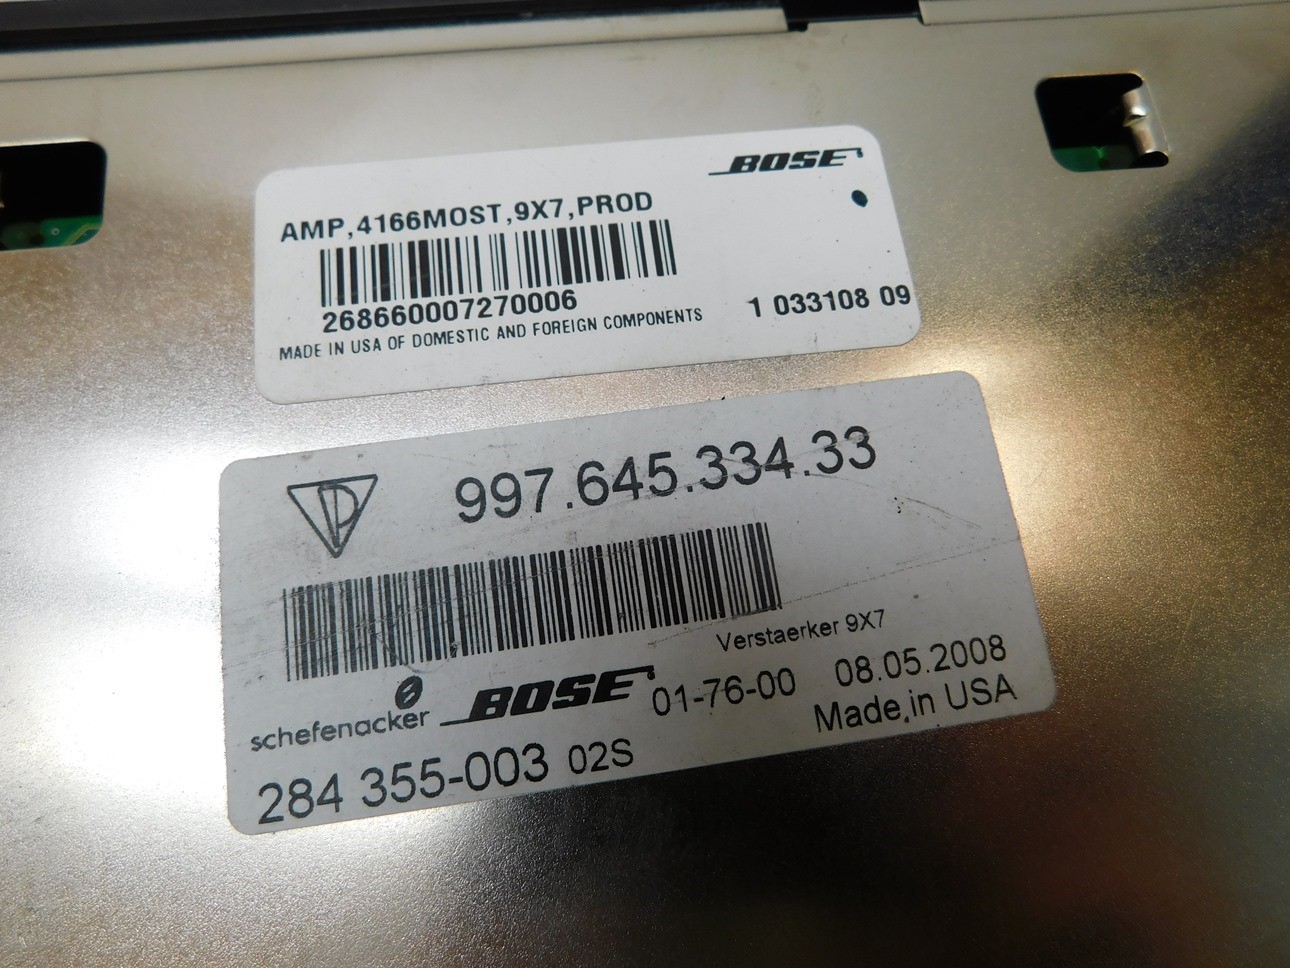 BOSE
AMP,4166MOST,9X7,PROD
268660007270006
MADE IN USA OF DOMESTIC AND FOREIGN COMPONENTS
1 033108 09
997.645.334.33
Verstaerker 9X7
schefenacker BOSE 01-76-00 08.05.2008
Made in USA
284 355-003 02S